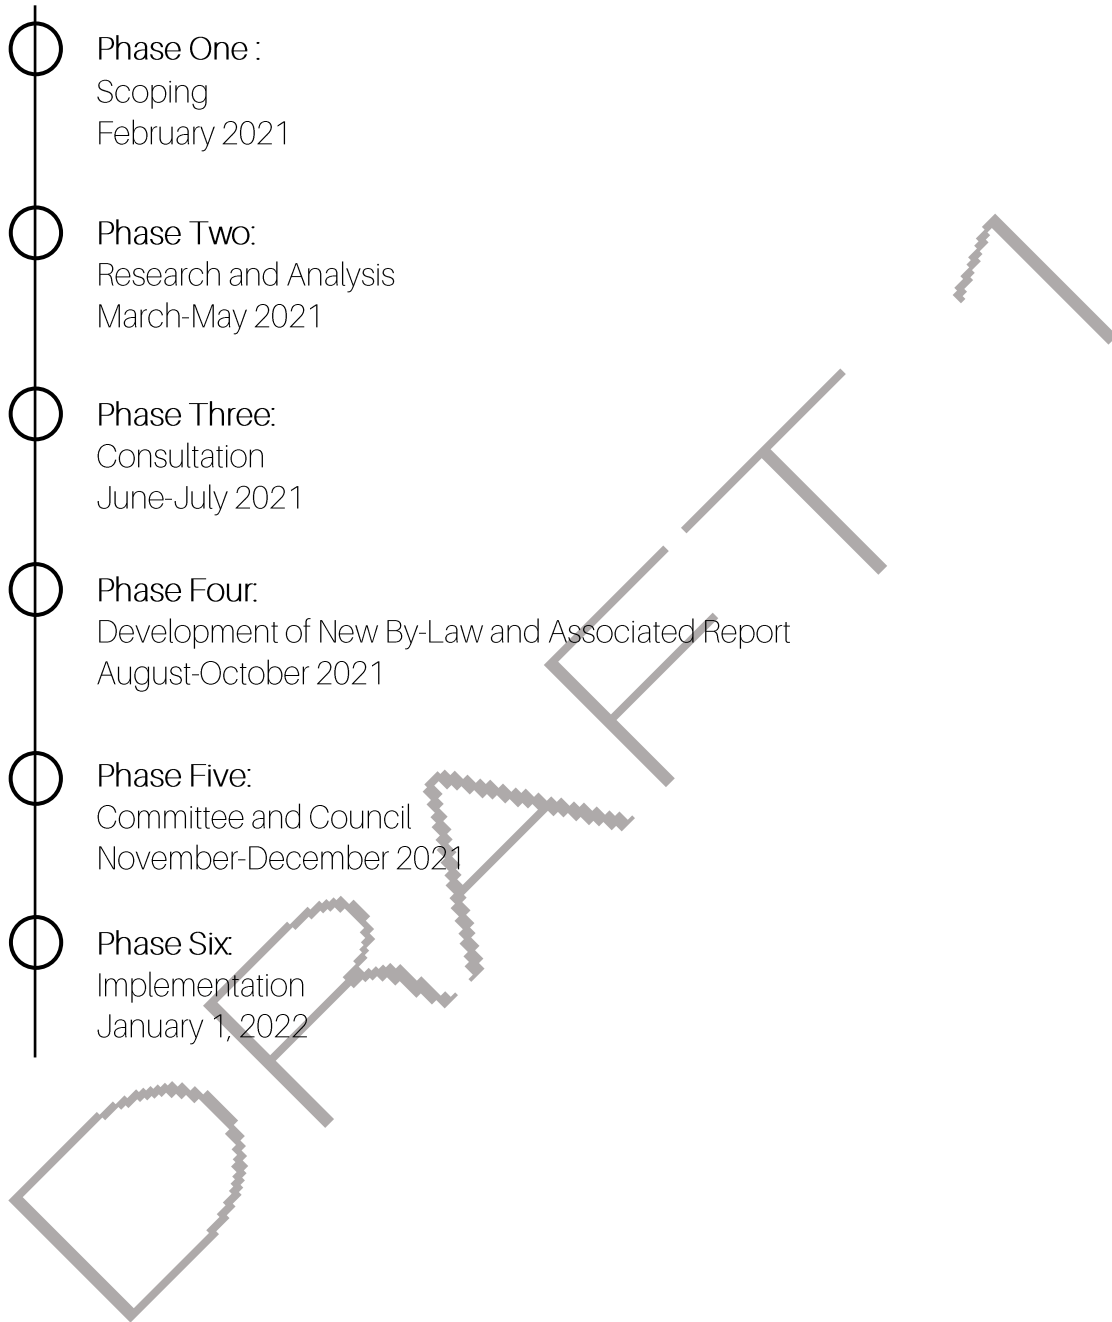 Phase One :
Scoping
February 2021
Phase Two:
Research and Analysis
March-May 2021
Phase Three:
Consultation
June-July 2021
Phase Four:
Development of New By-Law and Associated Report
August-October 2021
Phase Five:
Committee and Council
November-December 2021
Phase Six:
Implementation
January 1, 2022
DRAFT 1